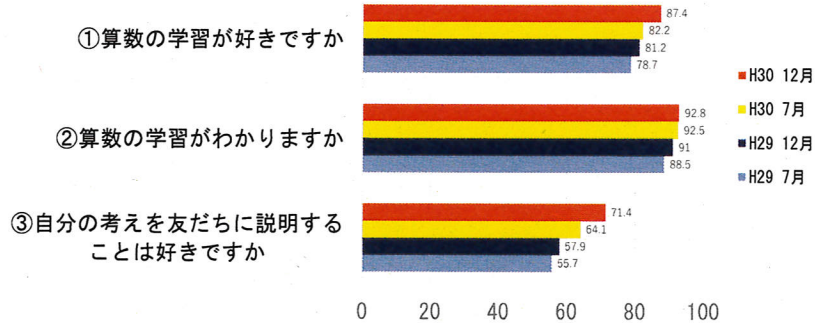 ①算数の学習が好きですか
87.4
82.2
81.2
78.7
②算数の学習がわかりますか
92.8
92.5
91
88.5
③自分の考えを友だちに説明する
ことは好きですか
71.4
64.1
57.9
55.7
0 20 40 60 80 100
H30 12月
H30 7月
H29 12月
H29 7月